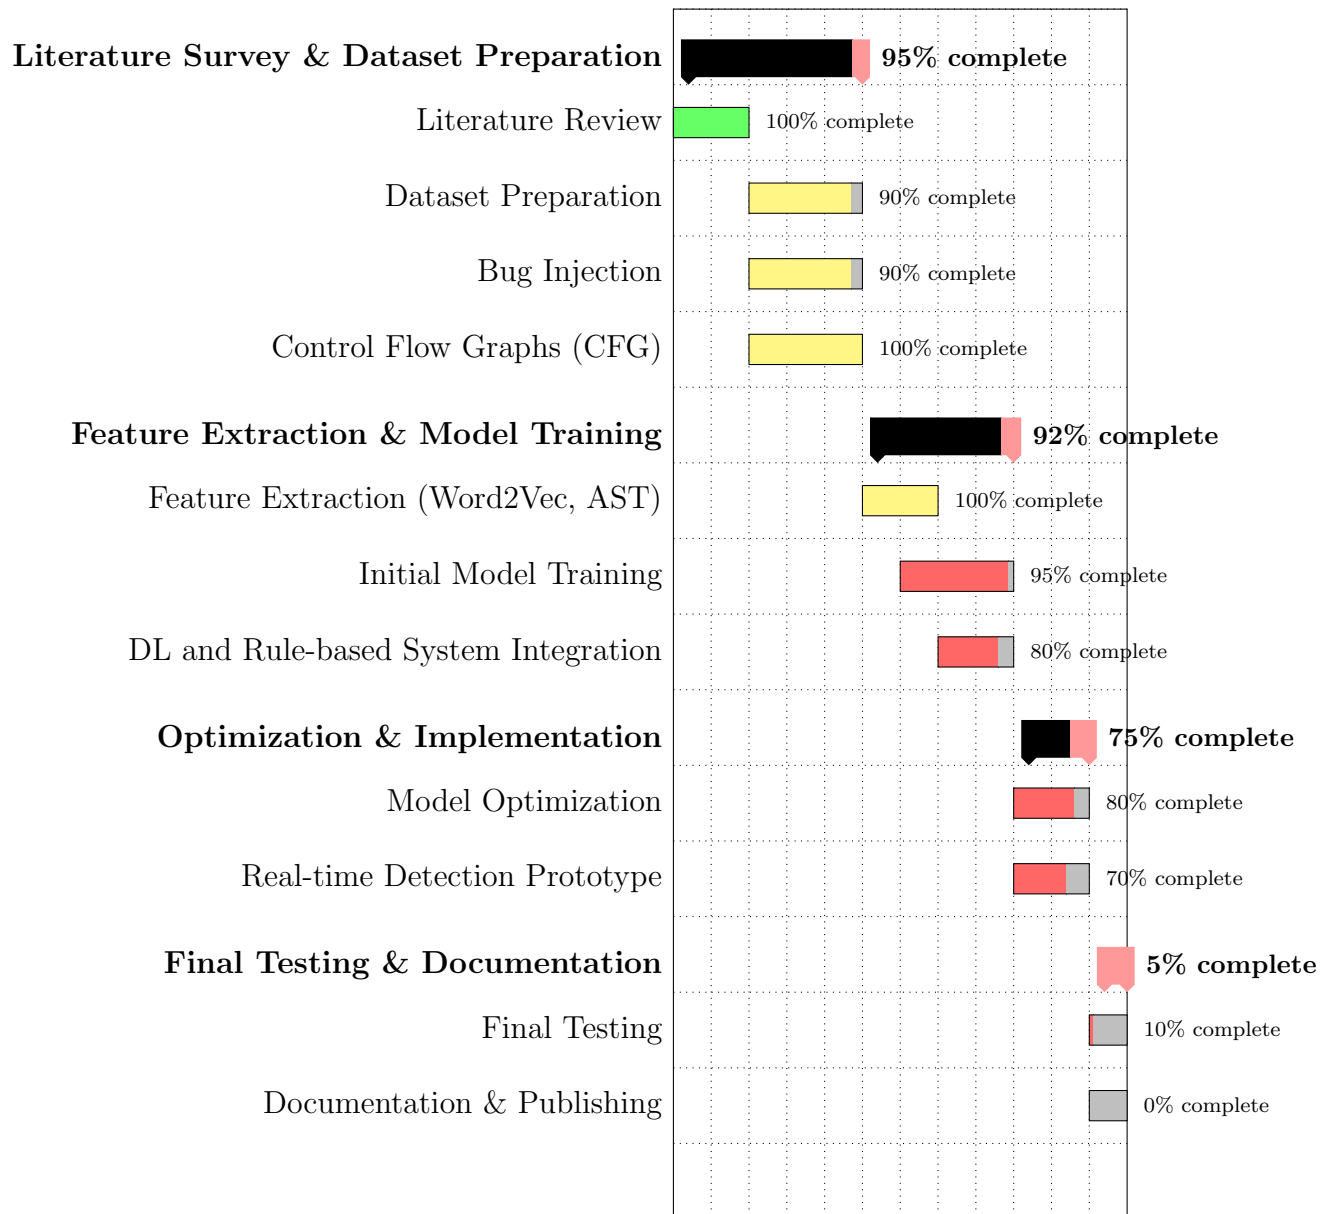 Literature Survey & Dataset Preparation 95% complete
Literature Review 100% complete
Dataset Preparation 90% complete
Bug Injection 90% complete
Control Flow Graphs (CFG) 100% complete
Feature Extraction & Model Training 92% complete
Feature Extraction (Word2Vec, AST) 100% complete
Initial Model Training 95% complete
DL and Rule-based System Integration 80% complete
Optimization & Implementation 75% complete
Model Optimization 80% complete
Real-time Detection Prototype 70% complete
Final Testing & Documentation 5% complete
Final Testing 10% complete
Documentation & Publishing 0% complete